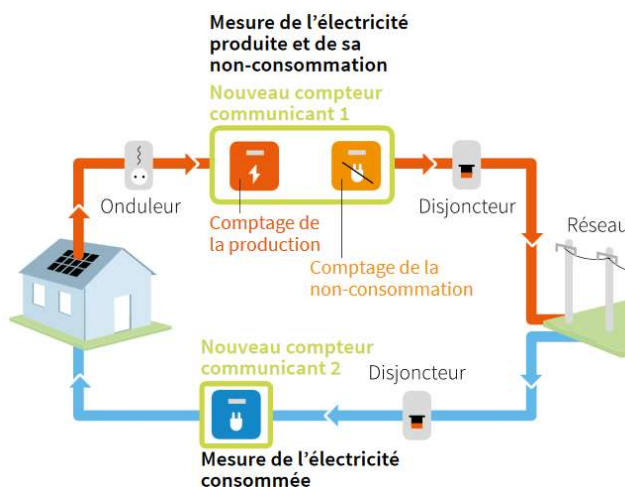 Mesure de l’électricité
produite et de sa
non-consommation
Nouveau compteur
communicant 1
Onduleur
Comptage de
la production
Comptage de la
non-consommation
Disjoncteur
Réseau
Nouveau compteur
communicant 2
Disjoncteur
Mesure de l’électricité
consommée